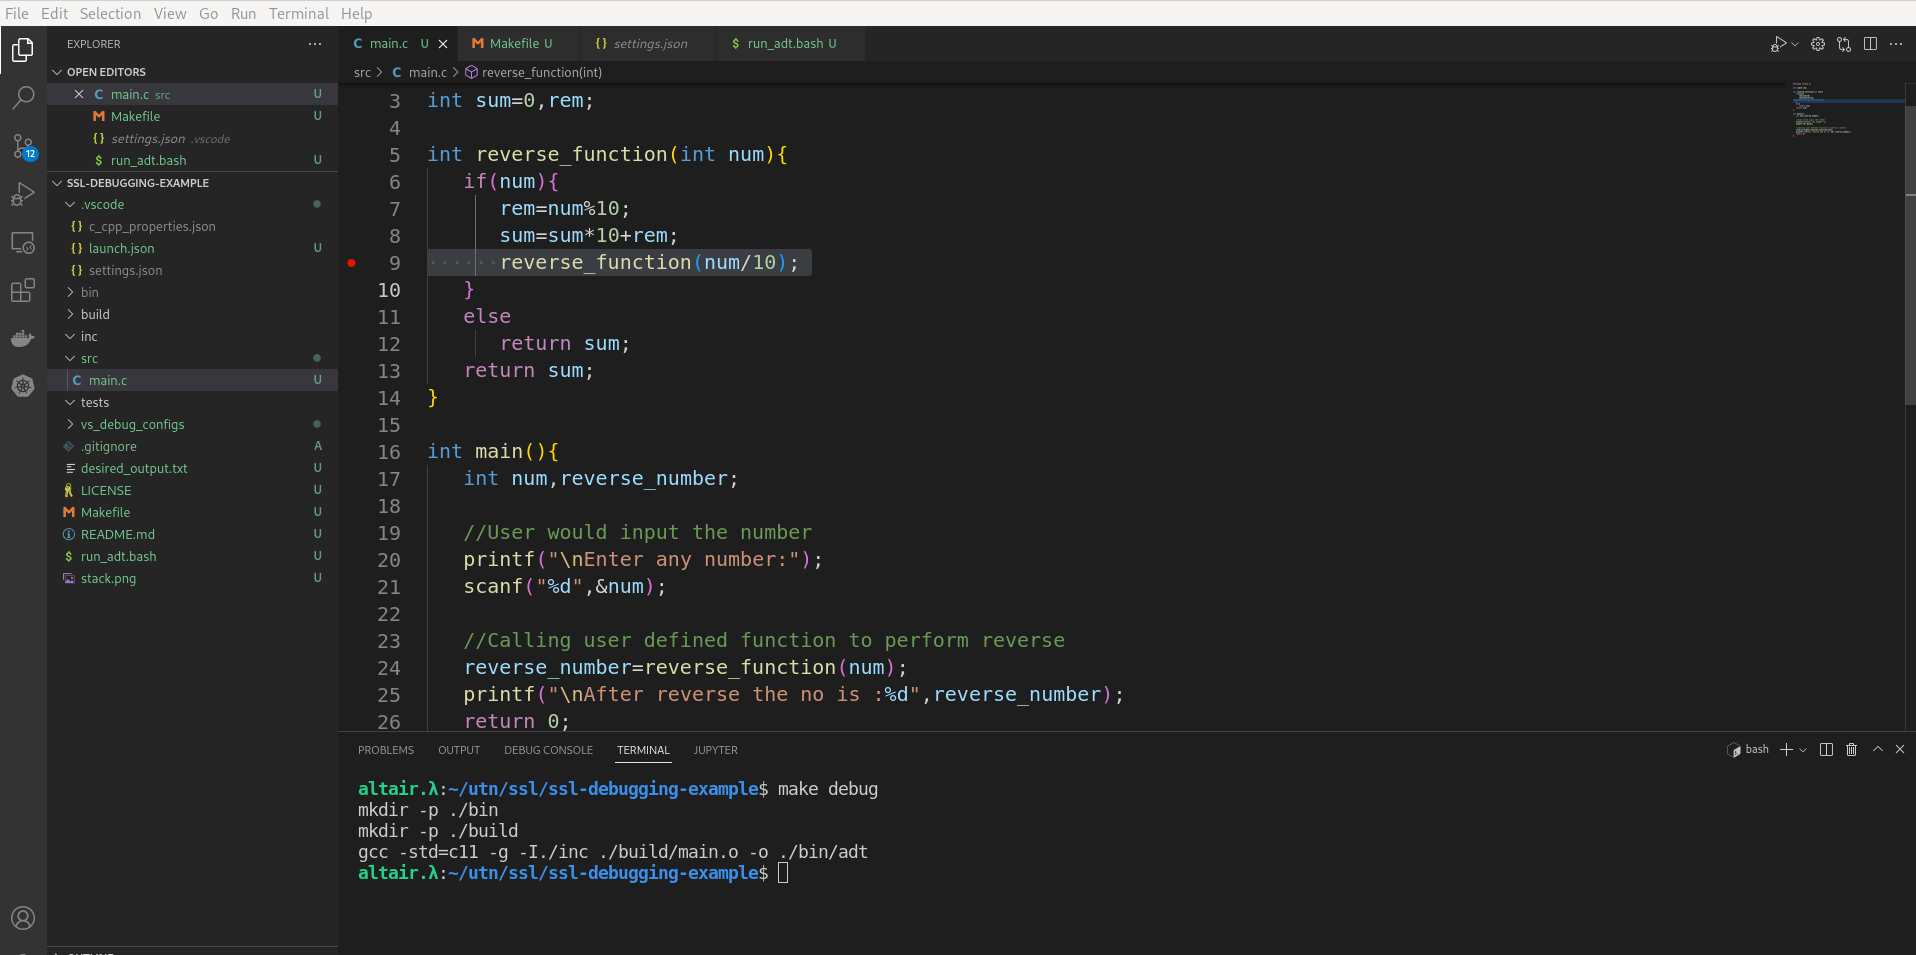 File Edit Selection View Go Run Terminal Help
EXPLORER
OPEN EDITORS
main.c src U
Makefile U
settings.json .vscode
run_adt.bash U
SSL-DEBUGGING-EXAMPLE
.vscode
c_cpp_properties.json
launch.json U
settings.json
bin
build
inc
src
main.c U
tests
vs_debug_configs
.gitignore A
desired_output.txt U
LICENSE U
Makefile U
README.md U
run_adt.bash U
stack.png U
12
main.c U
Makefile U
settings.json
run_adt.bash U
src > main.c > reverse_function(int)
3 int sum=0,rem;
4
5 int reverse_function(int num){
6 if(num){
7 rem=num%10;
8 sum=sum*10+rem;
9 reverse_function(num/10);
10 }
11 else
12 return sum;
13 return sum;
14 }
15
16 int main(){
17 int num,reverse_number;
18
19 //User would input the number
20 printf("\nEnter any number:");
21 scanf("%d",&num);
22
23 //Calling user defined function to perform reverse
24 reverse_number=reverse_function(num);
25 printf("\nAfter reverse the no is :%d",reverse_number);
26 return 0;
PROBLEMS OUTPUT DEBUG CONSOLE TERMINAL JUPYTER
bash
altair.λ:~/utn/ssl/ssl-debugging-example$ make debug
mkdir -p ./bin
mkdir -p ./build
gcc -std=c11 -g -I./inc ./build/main.o -o ./bin/adt
altair.λ:~/utn/ssl/ssl-debugging-example$